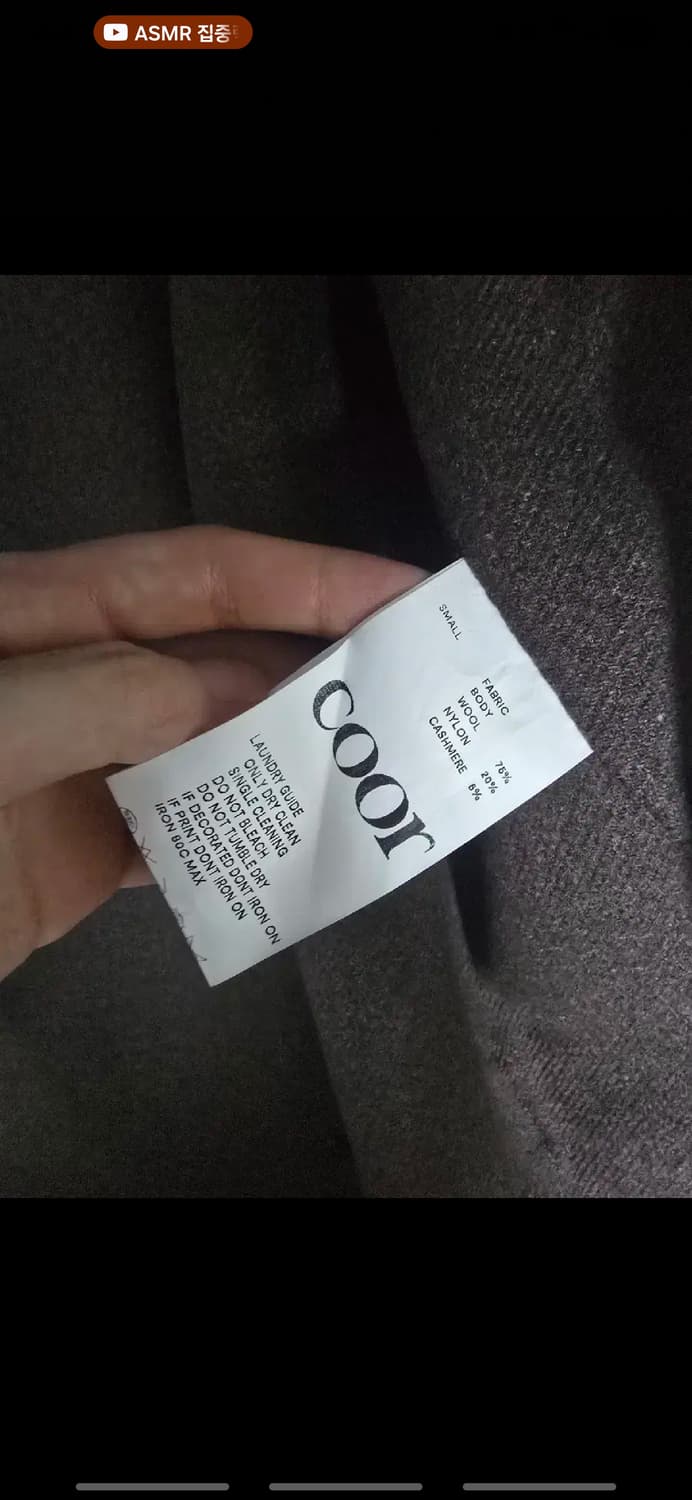 ASMR 집중
SMALL
FABRIC
BODY
WOOL 75%
NYLON 20%
CASHMERE 5%
coor
LAUNDRY GUIDE
ONLY DRY CLEAN
SINGLE CLEANING
DO NOT BLEACH
DO NOT TUMBLE DRY
IF DECORATED DONT IRON ON
IF PRINT DONT IRON ON
IRON 80C MAX